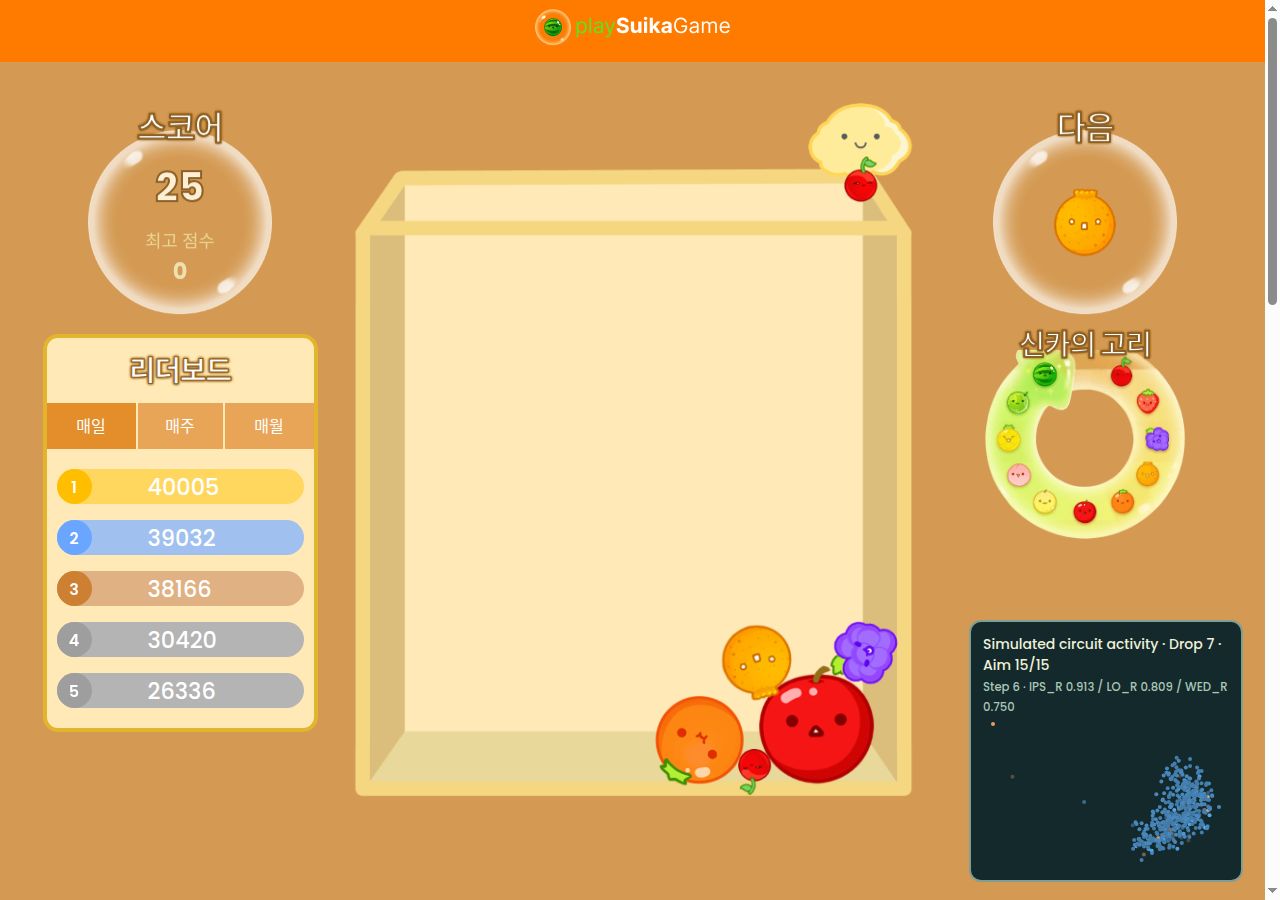 playSuikaGame
스코어
25
최고 점수
0
리더보드
매일 매주 매월
1 40005
2 39032
3 38166
4 30420
5 26336
다음
신카의 고리
Simulated circuit activity · Drop 7 ·
Aim 15/15
Step 6 · IPS_R 0.913 / LO_R 0.809 / WED_R
0.750